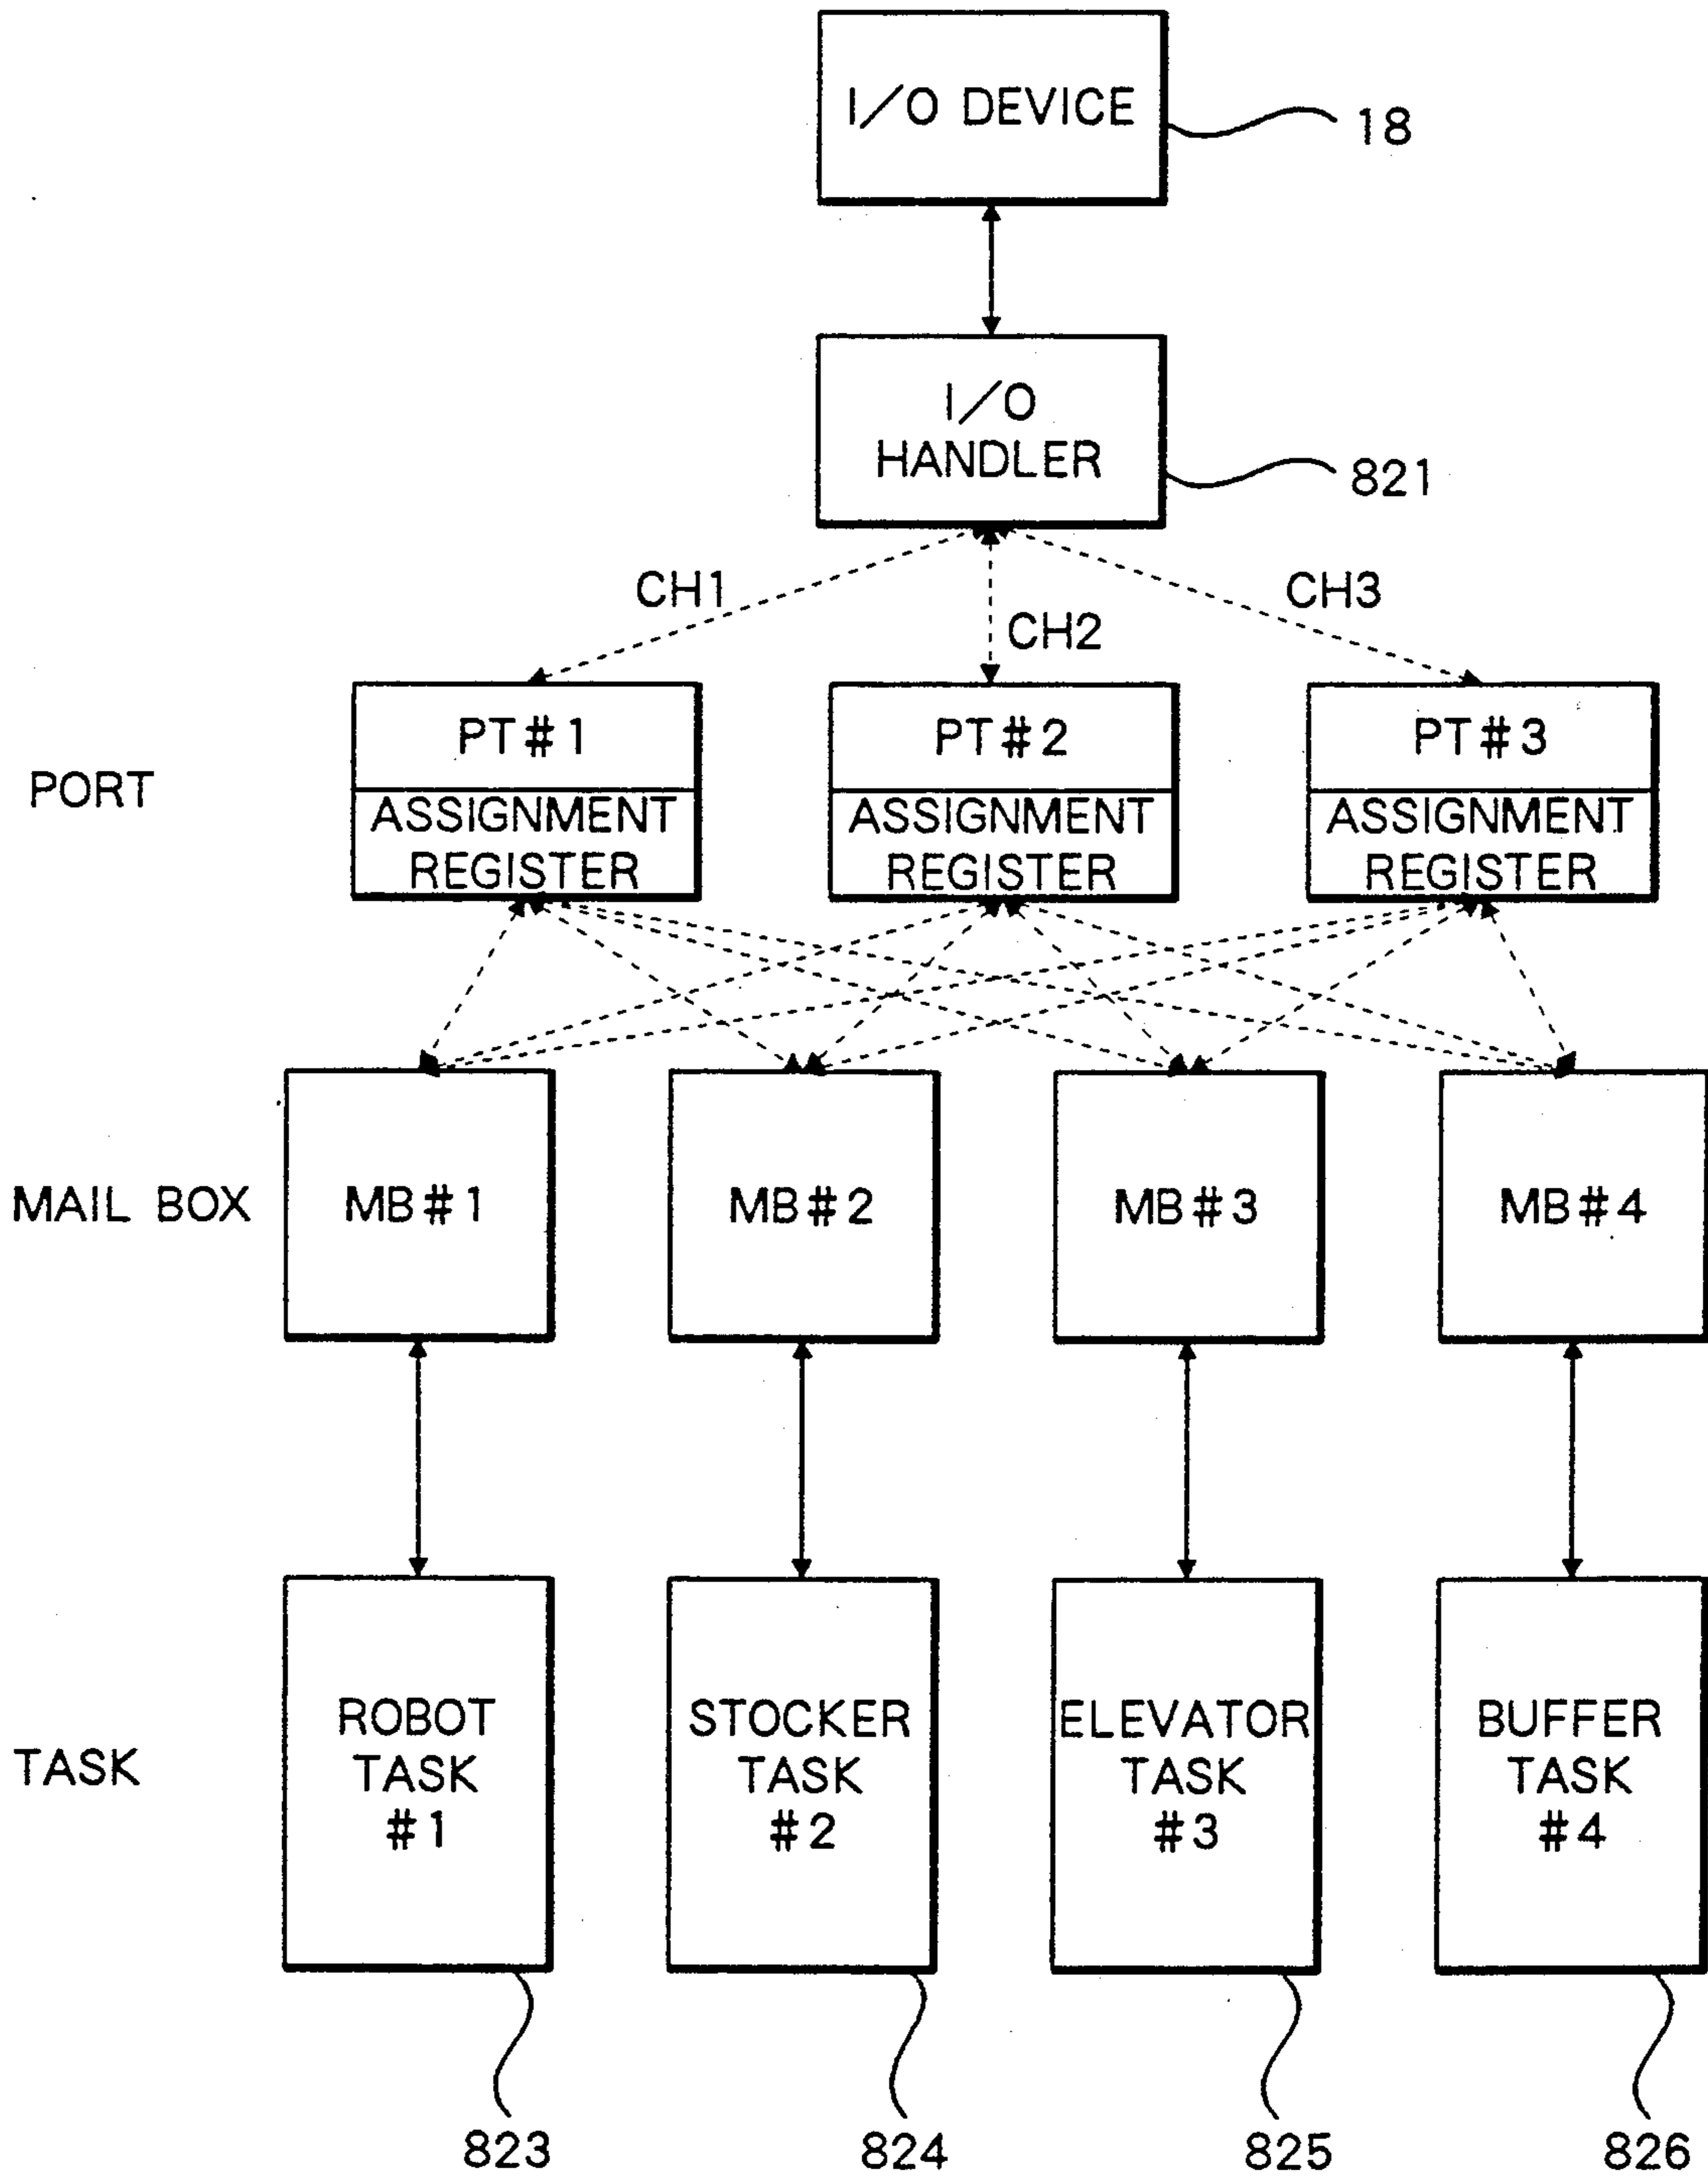 I/O DEVICE
18
I/O
HANDLER
821
CH1
CH2
CH3
PORT
PT#1
ASSIGNMENT
REGISTER
PT#2
ASSIGNMENT
REGISTER
PT#3
ASSIGNMENT
REGISTER
MAIL BOX
MB#1
MB#2
MB#3
MB#4
TASK
ROBOT
TASK
#1
STOCKER
TASK
#2
ELEVATOR
TASK
#3
BUFFER
TASK
#4
823
824
825
826